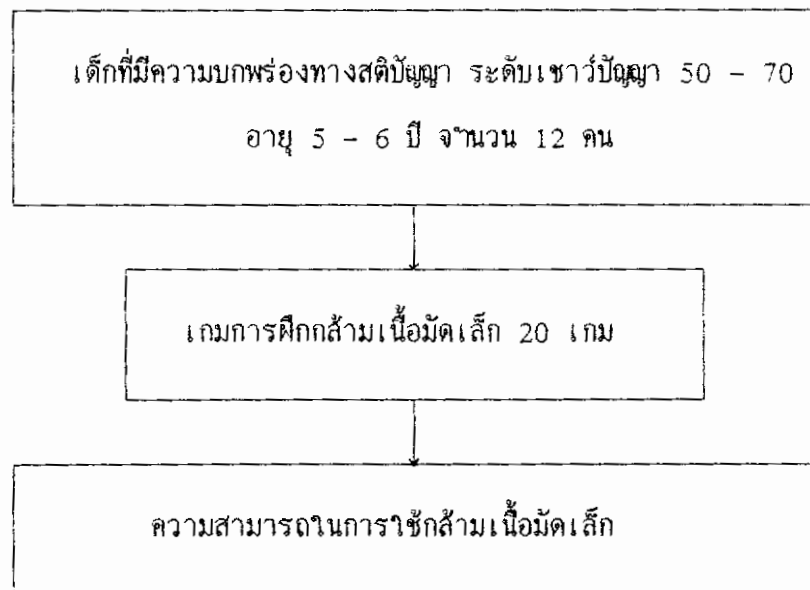 เด็กที่มีความบกพร่องทางสติปัญญา ระดับเชาว์ปัญญา 50 - 70
อายุ 5 - 6 ปี จำนวน 12 คน
เกมการฝึกกล้ามเนื้อมัดเล็ก 20 เกม
ความสามารถในการใช้กล้ามเนื้อมัดเล็ก